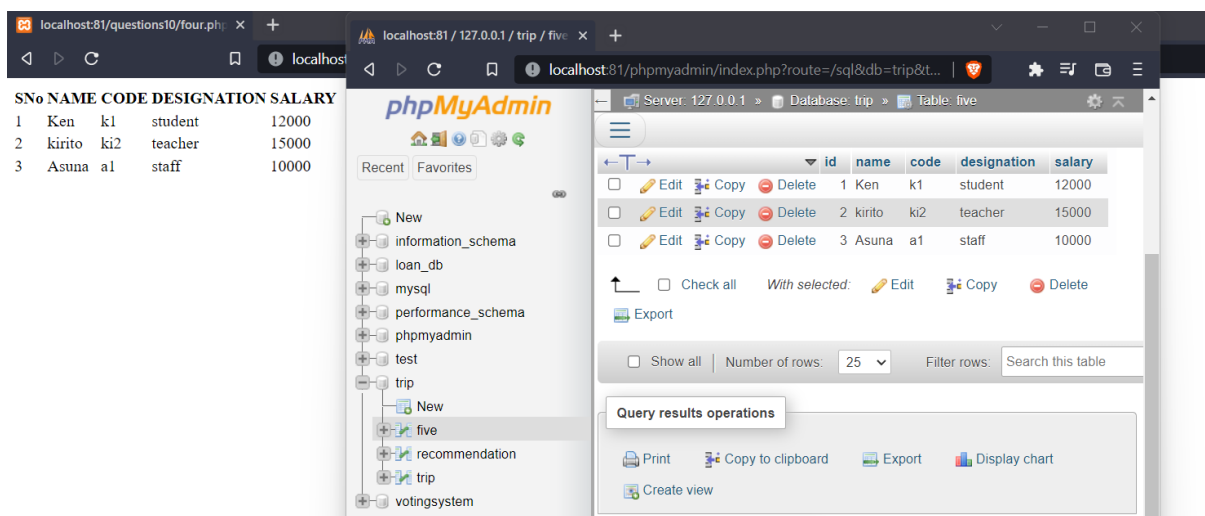 localhost:81/questions10/four.php
localhost
SNo NAME CODE DESIGNATION SALARY
1 Ken k1 student 12000
2 kirito ki2 teacher 15000
3 Asuna a1 staff 10000
localhost:81 / 127.0.0.1 / trip / five
localhost:81/phpmyadmin/index.php?route=/sql&db=trip&t...
phpMyAdmin
Recent Favorites
New
information_schema
loan_db
mysql
performance_schema
phpmyadmin
test
trip
New
five
recommendation
trip
votingsystem
Server: 127.0.0.1 » Database: trip » Table: five
id name code designation salary
Edit Copy Delete 1 Ken k1 student 12000
Edit Copy Delete 2 kirito ki2 teacher 15000
Edit Copy Delete 3 Asuna a1 staff 10000
Check all With selected: Edit Copy Delete
Export
Show all Number of rows: 25 Filter rows: Search this table
Query results operations
Print Copy to clipboard Export Display chart
Create view